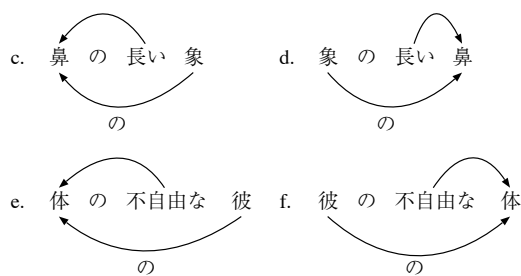 c. 鼻 の 長い 象
の
d. 象 の 長い 鼻
の
e. 体 の 不自由な 彼
の
f. 彼 の 不自由な 体
の